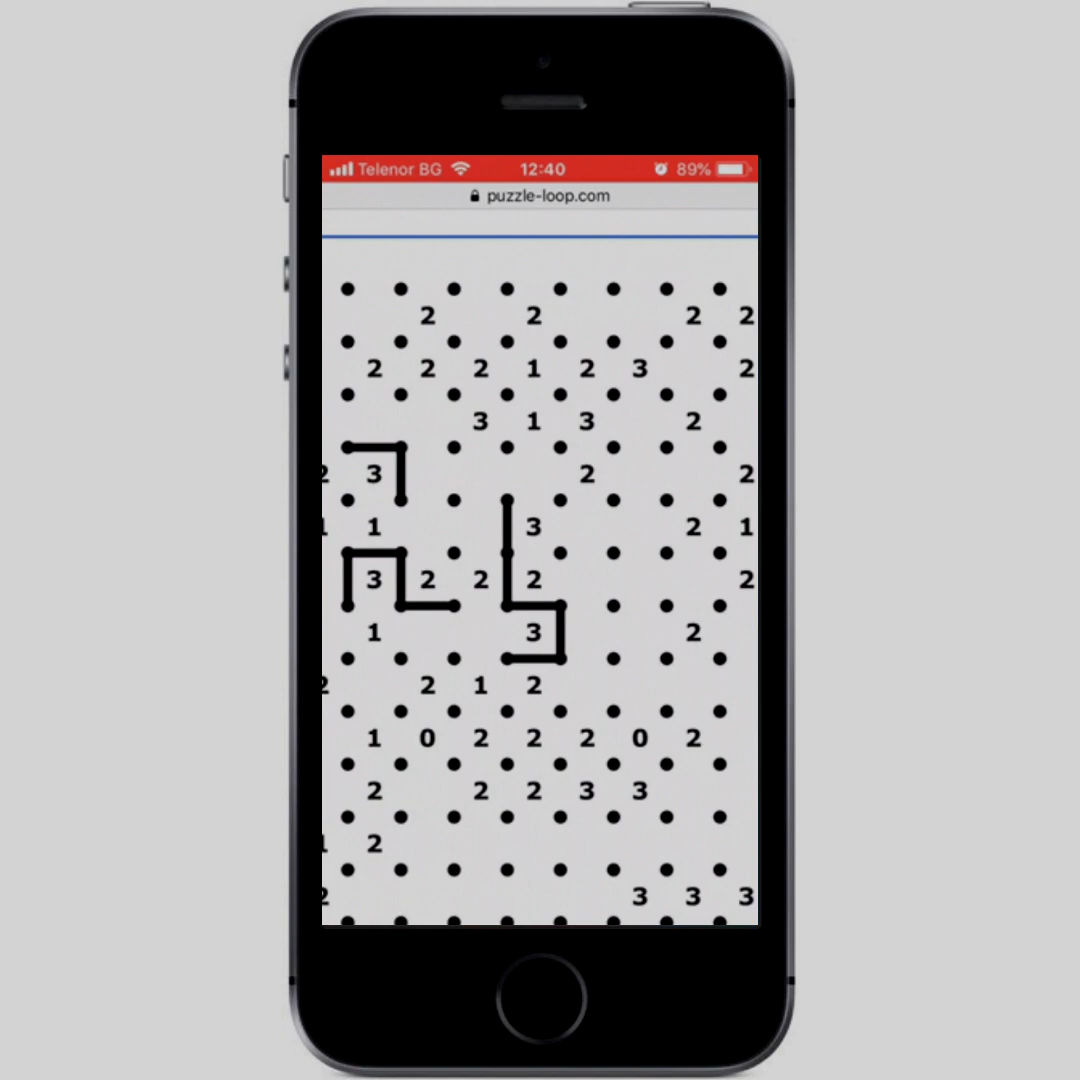 Telenor BG 12:40 89%
puzzle-loop.com
2 2 2 2
2 2 2 1 2 3 2
3 1 3 2
2 3 2 2
1 1 3 2 1
3 2 2 2 2
1 3 2
2 2 1 2
1 0 2 2 2 0 2
2 2 2 3 3
1 2
2 3 3 3